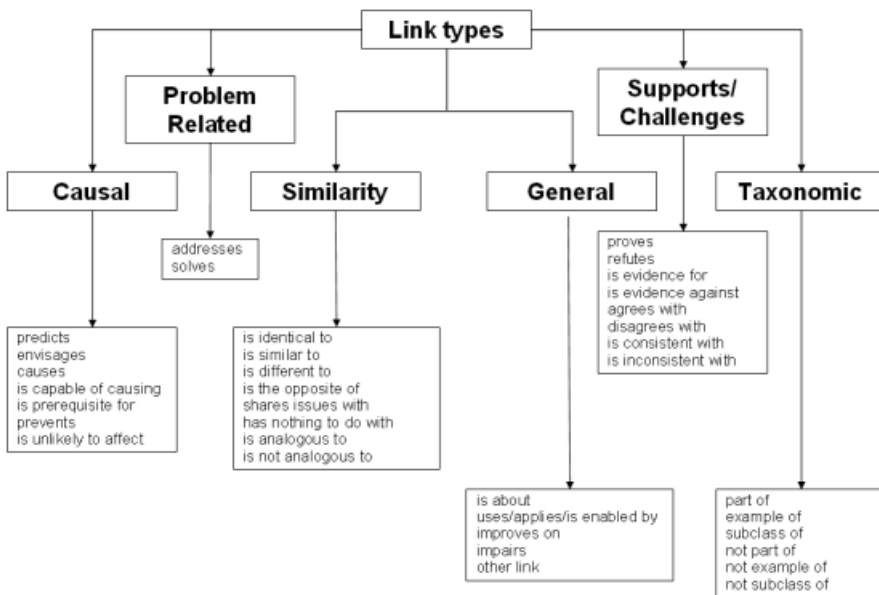 Link types
Problem
Related
Supports/
Challenges
Causal
Similarity
General
Taxonomic
addresses
solves
proves
refutes
is evidence for
is evidence against
agrees with
disagrees with
is consistent with
is inconsistent with
predicts
envisages
causes
is capable of causing
is prerequisite for
prevents
is unlikely to affect
is identical to
is similar to
is different to
is the opposite of
shares issues with
has nothing to do with
is analogous to
is not analogous to
is about
uses/applies/is enabled by
improves on
impairs
other link
part of
example of
subclass of
not part of
not example of
not subclass of